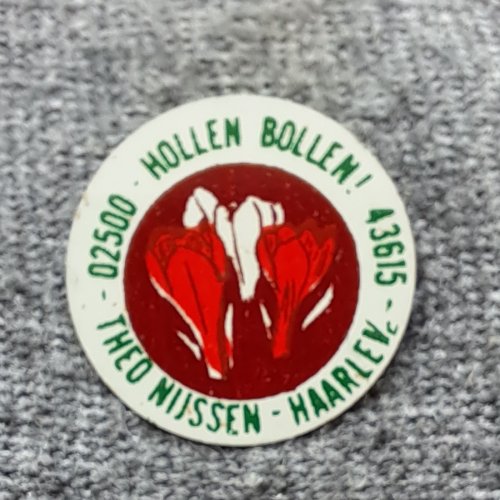 HOLLEN BOLLEN! 43615 -
- 02500 -
THEO NIJSSEN - HAARLEM